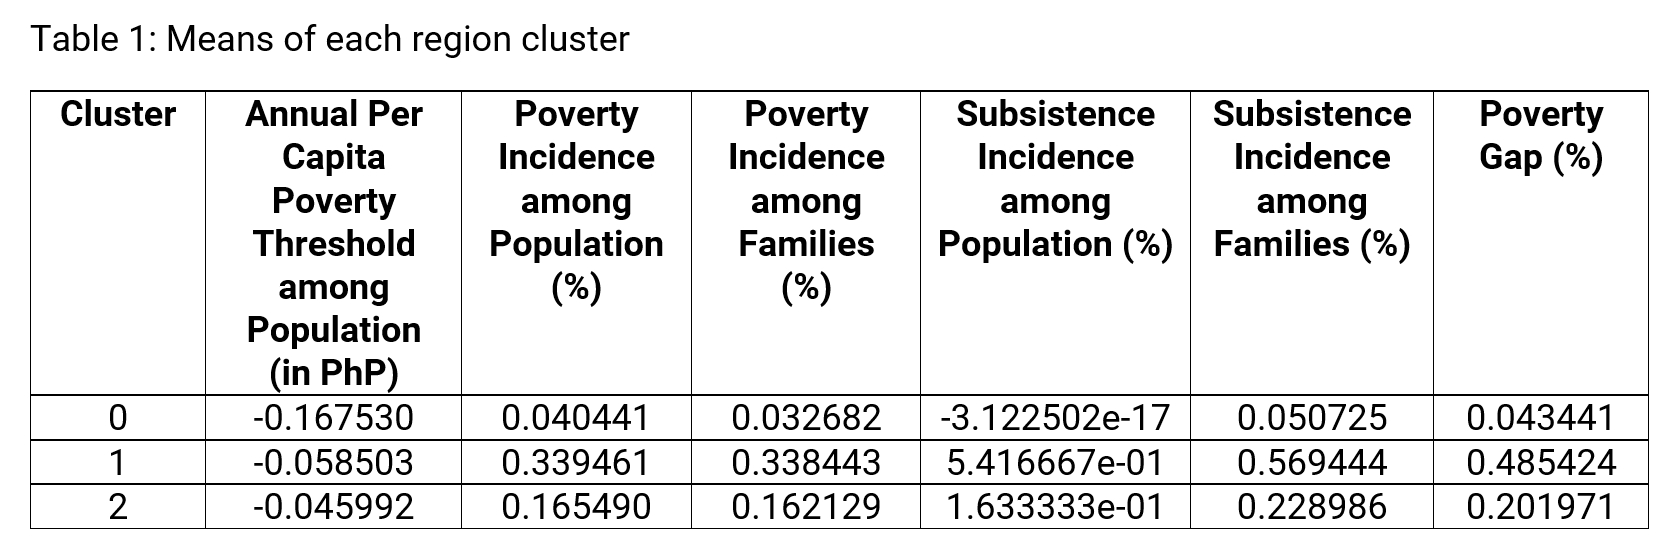 Table 1: Means of each region cluster
Cluster Annual Per Poverty Poverty Subsistence Subsistence Poverty
Capita Incidence Incidence Incidence Incidence Gap (%)
Poverty among among among among
Threshold Population Families Population (%) Families (%)
among (%) (%)
Population
(in PhP)
0 -0.167530 0.040441 0.032682 -3.122502e-17 0.050725 0.043441
1 -0.058503 0.339461 0.338443 5.416667e-01 0.569444 0.485424
2 -0.045992 0.165490 0.162129 1.633333e-01 0.228986 0.201971